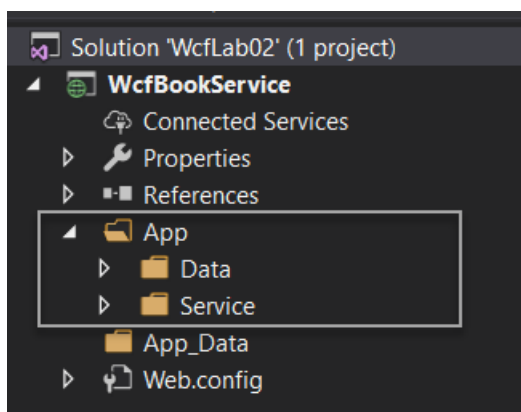 Solution 'WcfLab02' (1 project)
WcfBookService
Connected Services
Properties
References
App
Data
Service
App_Data
Web.config